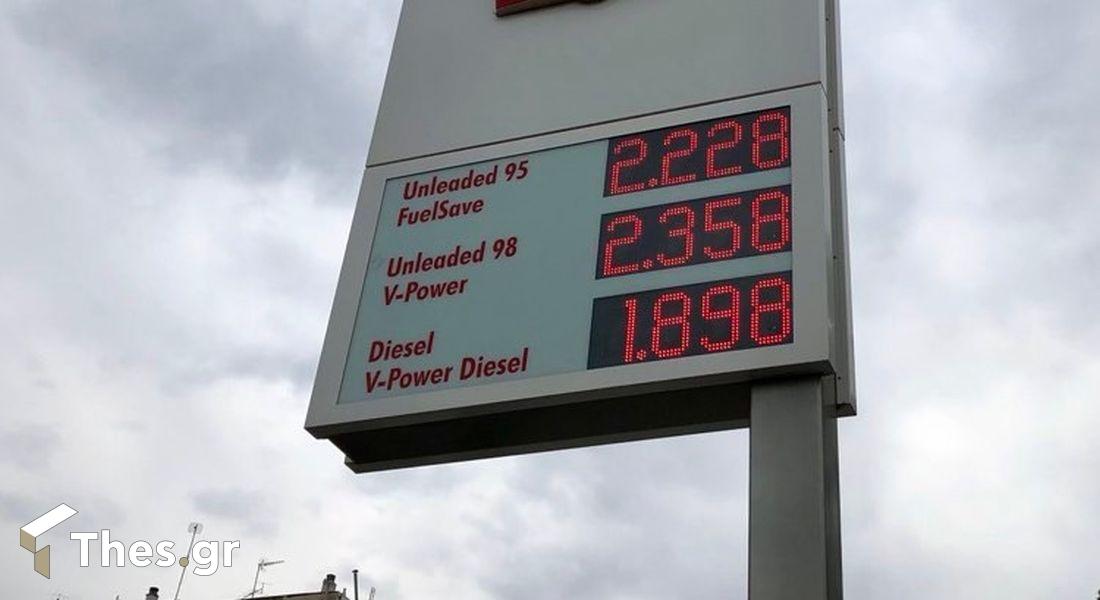 Unleaded 95
FuelSave
2.228
Unleaded 98
V-Power
2.358
Diesel
V-Power Diesel
1.898
Thes.gr